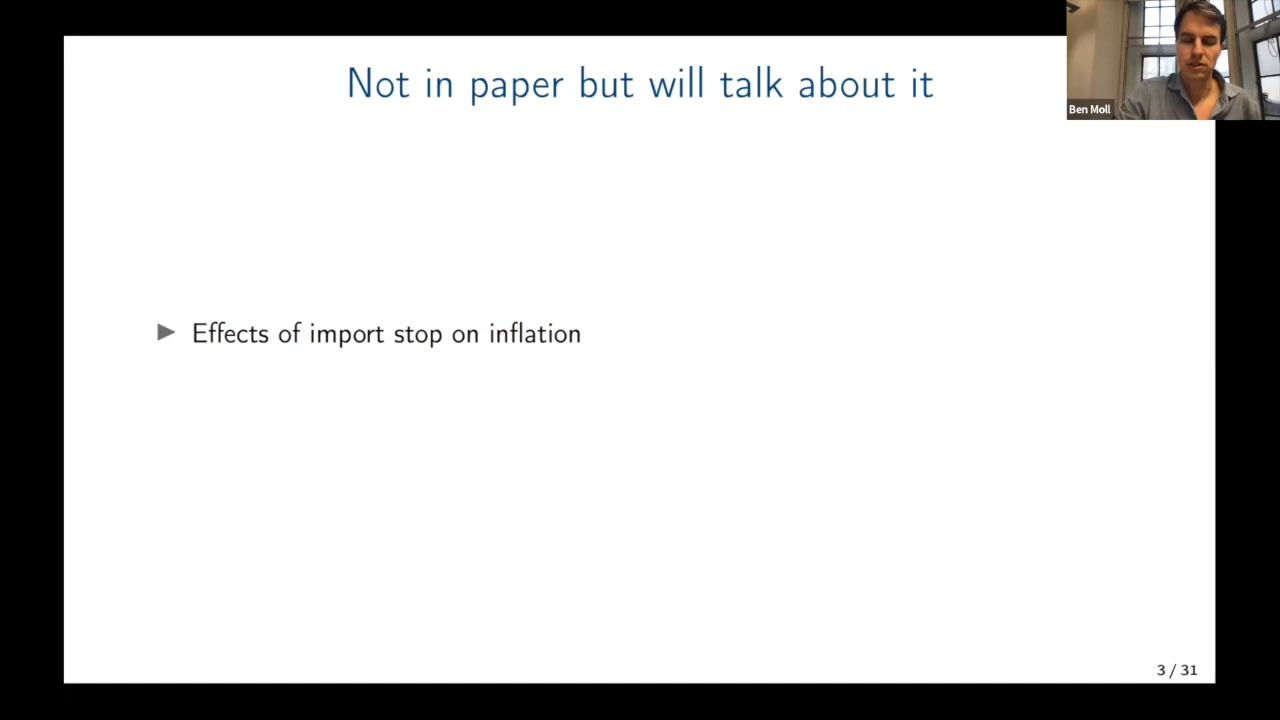 Not in paper but will talk about it
Ben Moll
▶ Effects of import stop on inflation
3 / 31